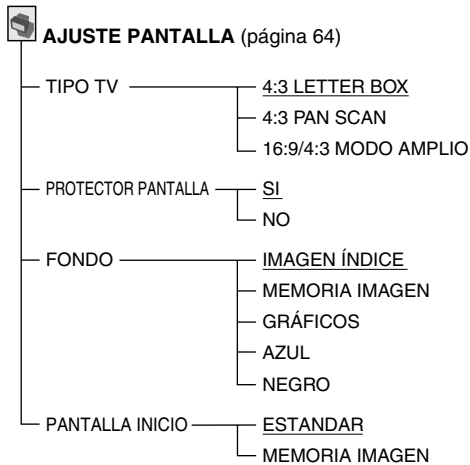 AJUSTE PANTALLA (página 64)
TIPO TV
4:3 LETTER BOX
4:3 PAN SCAN
16:9/4:3 MODO AMPLIO
PROTECTOR PANTALLA
SI
NO
FONDO
IMAGEN ÍNDICE
MEMORIA IMAGEN
GRÁFICOS
AZUL
NEGRO
PANTALLA INICIO
ESTANDAR
MEMORIA IMAGEN